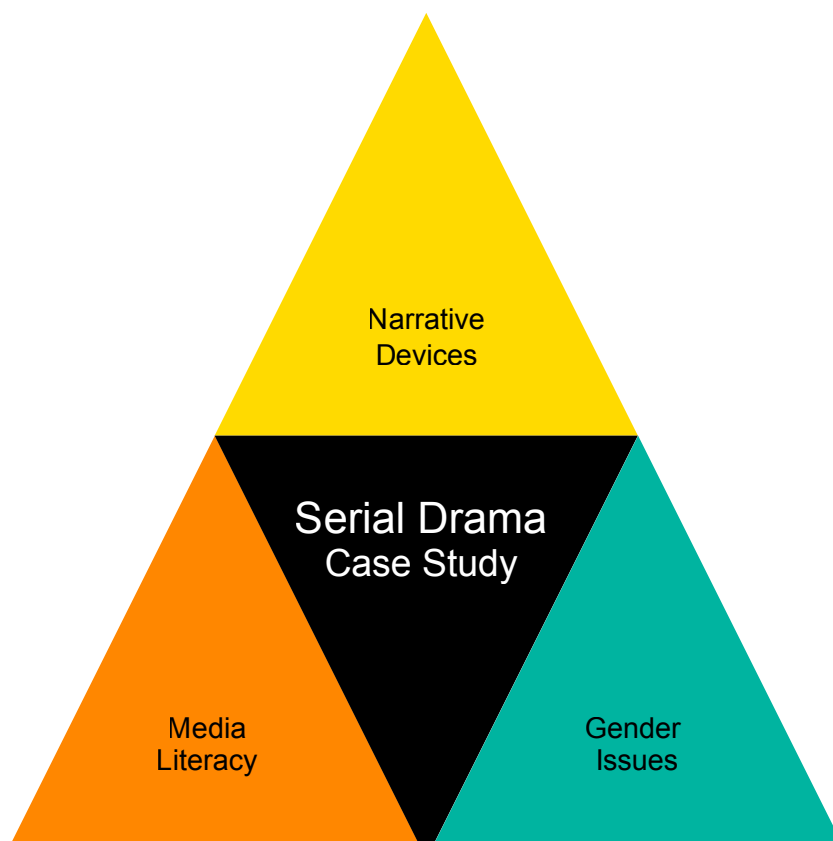 Narrative
Devices
Serial Drama
Case Study
Media
Literacy
Gender
Issues